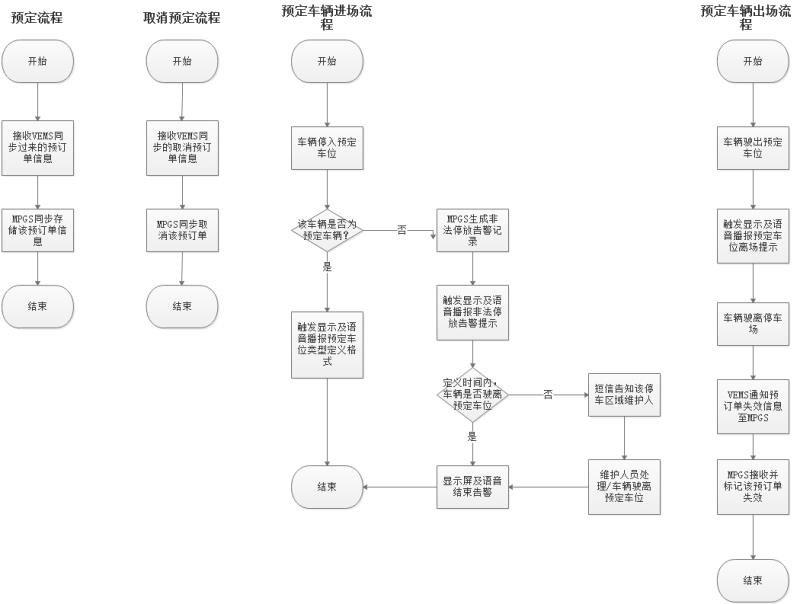 预定流程
开始
接收VEMS同
步过来的预订
单信息
MPGS同步存
储该预订单信
息
结束
取消预定流程
开始
接收VEMS同
步的取消预订
单信息
MPGS同步取
消该预订单
结束
预定车辆进场流
程
开始
车辆停入预定
车位
该车辆是否为
预定车辆？
否
是
触发显示及语
音播报预定车
位类型定义格
式
结束
MPGS生成非
法停放告警记
录
触发显示及语
音播报非法停
放告警提示
定义时间内，
车辆是否驶离
预定车位
否
是
显示屏及语音
结束告警
短信告知该停
车区域维护人
维护人员处
理/车辆驶离
预定车位
预定车辆出场流
程
开始
车辆驶出预定
车位
触发显示及语
音播报预定车
位离场提示
车辆驶离停车
场
VEMS通知预
订单失效信息
至MPGS
MPGS接收并
标记该预订单
失效
结束